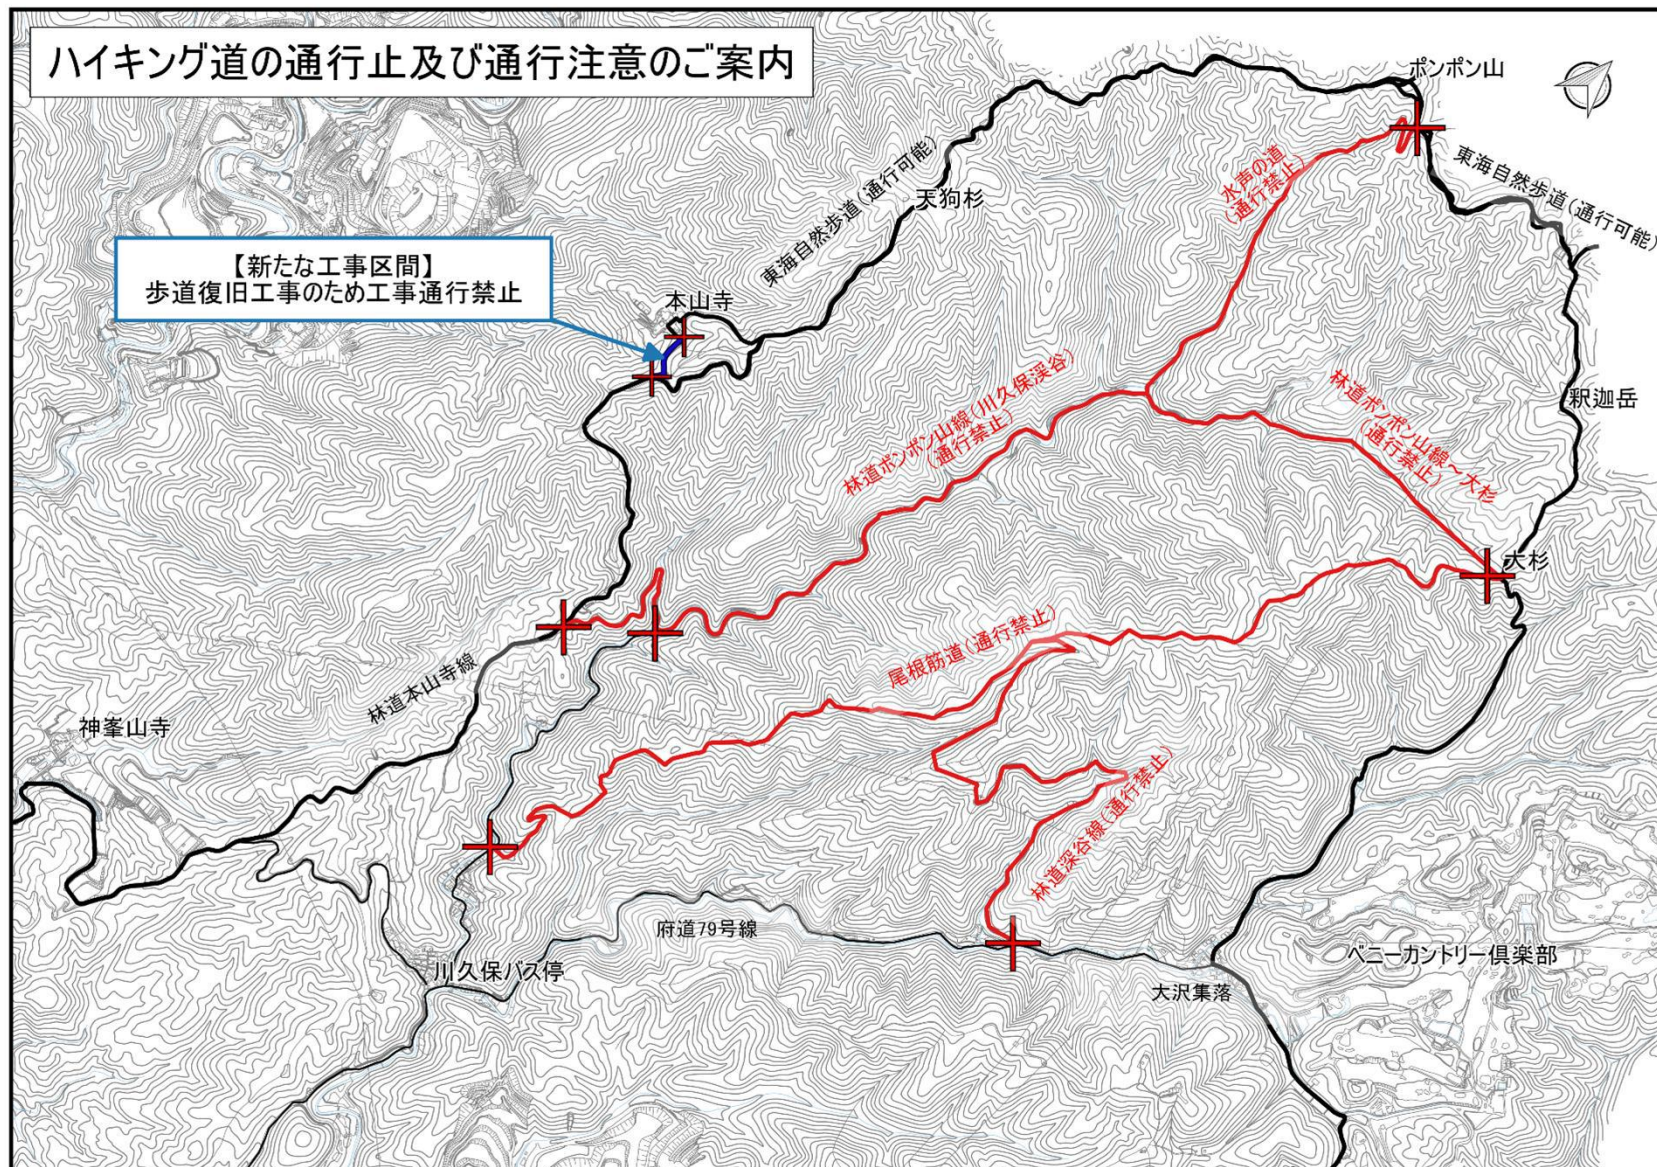 ハイキング道の通行止及び通行注意のご案内
ポンポン山
東海自然歩道(通行可能)
水声の道
(通行禁止)
東海自然歩道(通行可能)
天狗杉
【新たな工事区間】
歩道復旧工事のため工事通行禁止
本山寺
林道ポンポン山線(川久保渓谷)
(通行禁止)
林道ポンポン山線～大杉
(通行禁止)
釈迦岳
大杉
尾根筋道(通行禁止)
林道本山寺線
神峯山寺
林道深谷線(通行禁止)
府道79号線
川久保バス停
ベニーカントリー倶楽部
大沢集落